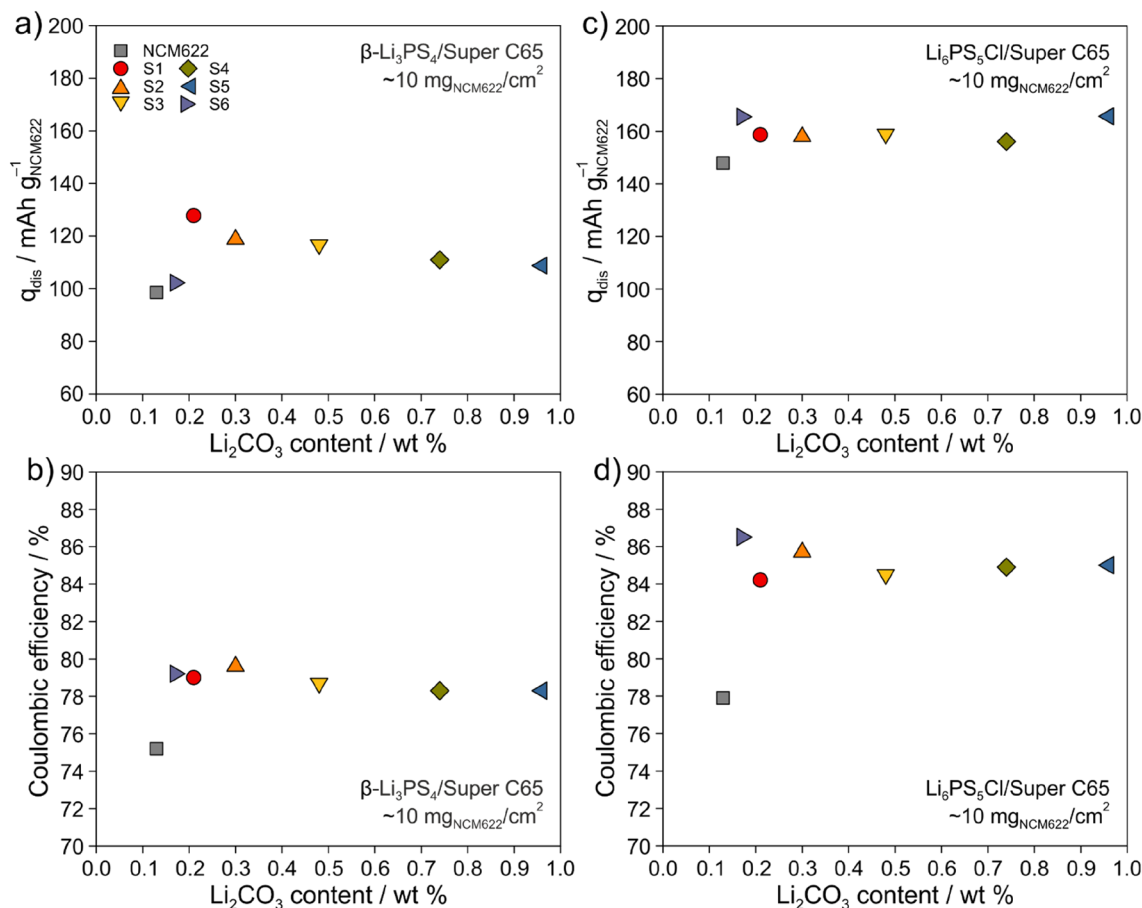 a)
200
180
160
140
120
100
80
60
q_dis / mAh g⁻¹_NCM622
NCM622
S1
S2
S3
S4
S5
S6
β-Li₃PS₄/Super C65
~10 mg_NCM622/cm²
0.0 0.1 0.2 0.3 0.4 0.5 0.6 0.7 0.8 0.9 1.0
Li₂CO₃ content / wt %
c)
200
180
160
140
120
100
80
60
q_dis / mAh g⁻¹_NCM622
Li₆PS₅Cl/Super C65
~10 mg_NCM622/cm²
0.0 0.1 0.2 0.3 0.4 0.5 0.6 0.7 0.8 0.9 1.0
Li₂CO₃ content / wt %
b)
90
88
86
84
82
80
78
76
74
72
70
Coulombic efficiency / %
β-Li₃PS₄/Super C65
~10 mg_NCM622/cm²
0.0 0.1 0.2 0.3 0.4 0.5 0.6 0.7 0.8 0.9 1.0
Li₂CO₃ content / wt %
d)
90
88
86
84
82
80
78
76
74
72
70
Coulombic efficiency / %
Li₆PS₅Cl/Super C65
~10 mg_NCM622/cm²
0.0 0.1 0.2 0.3 0.4 0.5 0.6 0.7 0.8 0.9 1.0
Li₂CO₃ content / wt %